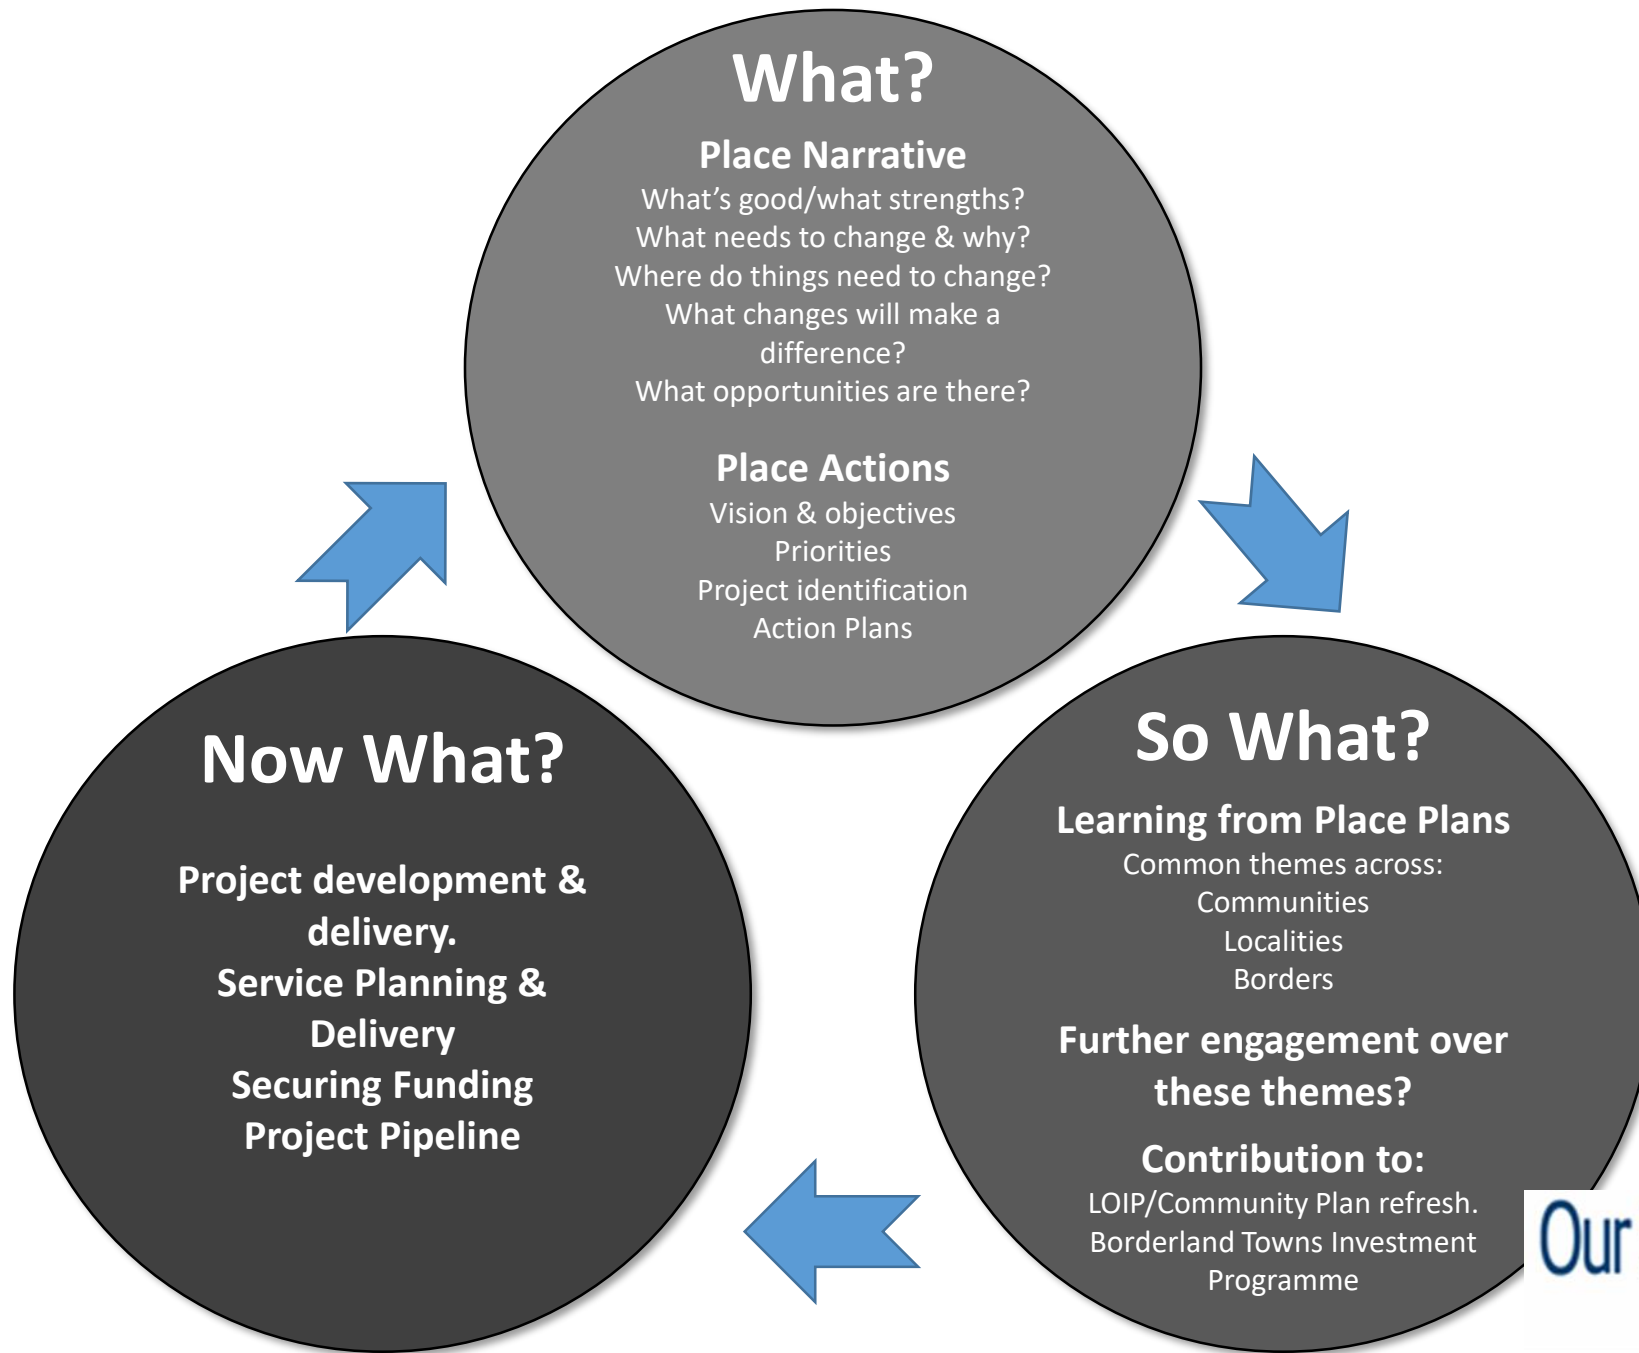 What?
Place Narrative
What's good/what strengths?
What needs to change & why?
Where do things need to change?
What changes will make a
difference?
What opportunities are there?
Place Actions
Vision & objectives
Priorities
Project identification
Action Plans
So What?
Learning from Place Plans
Common themes across:
Communities
Localities
Borders
Further engagement over
these themes?
Contribution to:
LOIP/Community Plan refresh.
Borderland Towns Investment
Programme
Now What?
Project development &
delivery.
Service Planning &
Delivery
Securing Funding
Project Pipeline
Our